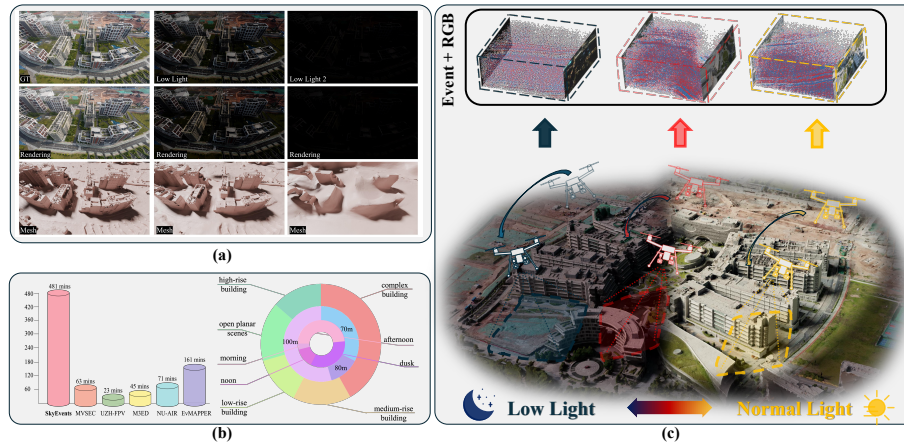 GT
Low Light
Low Light 2
Rendering
Rendering
Rendering
Mesh
Mesh
Mesh
(a)
480
420
360
300
240
180
120
60
481 mins
63 mins
23 mins
45 mins
71 mins
161 mins
SkyEvents
MVSEC
UZH-FPV
M3ED
NU-AIR
EvMAPPER
high-rise
building
complex
building
open planar
scenes
morning
noon
low-rise
building
medium-rise
building
afternoon
dusk
70m
100m
80m
(b)
Event + RGB
Low Light
Normal Light
(c)